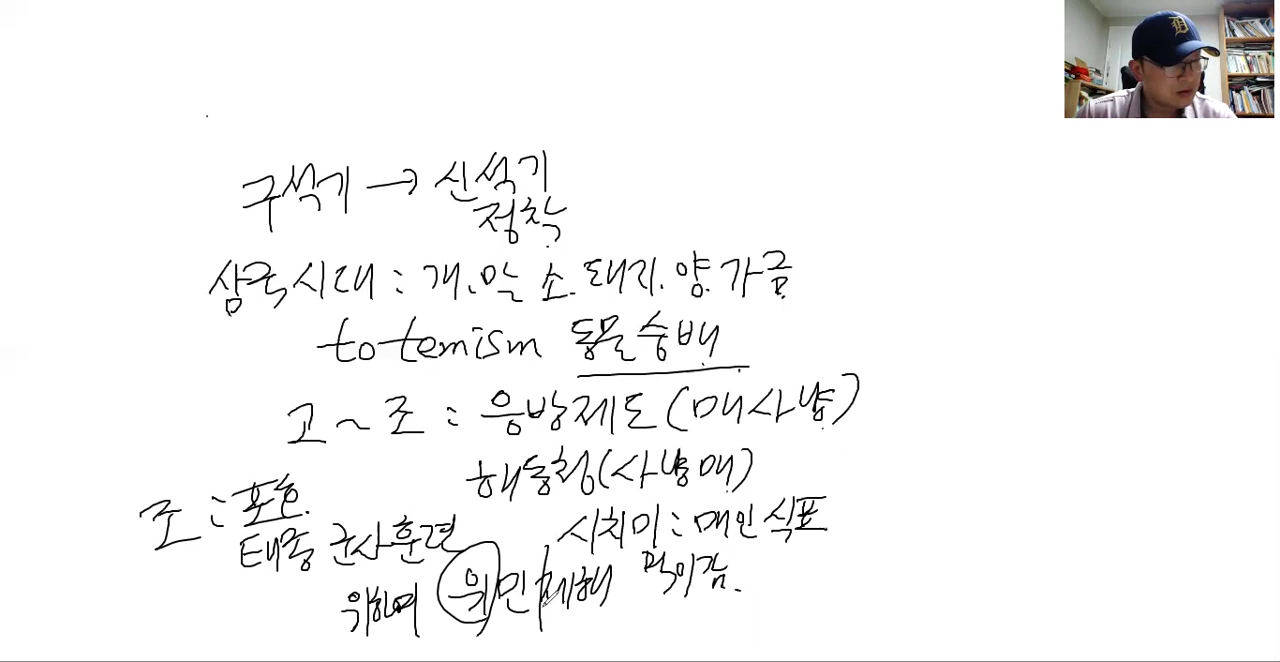 구석기 → 신석기
정착
삼국시대 : 개.말 소.돼지.양.가금
totemism 동물숭배
고~조 : 응방제도(매사냥)
해동청(사냥매)
시치미 : 매인식표
조 : 포호
태종 군사훈련
위하여 위민제해 먹이감.
D